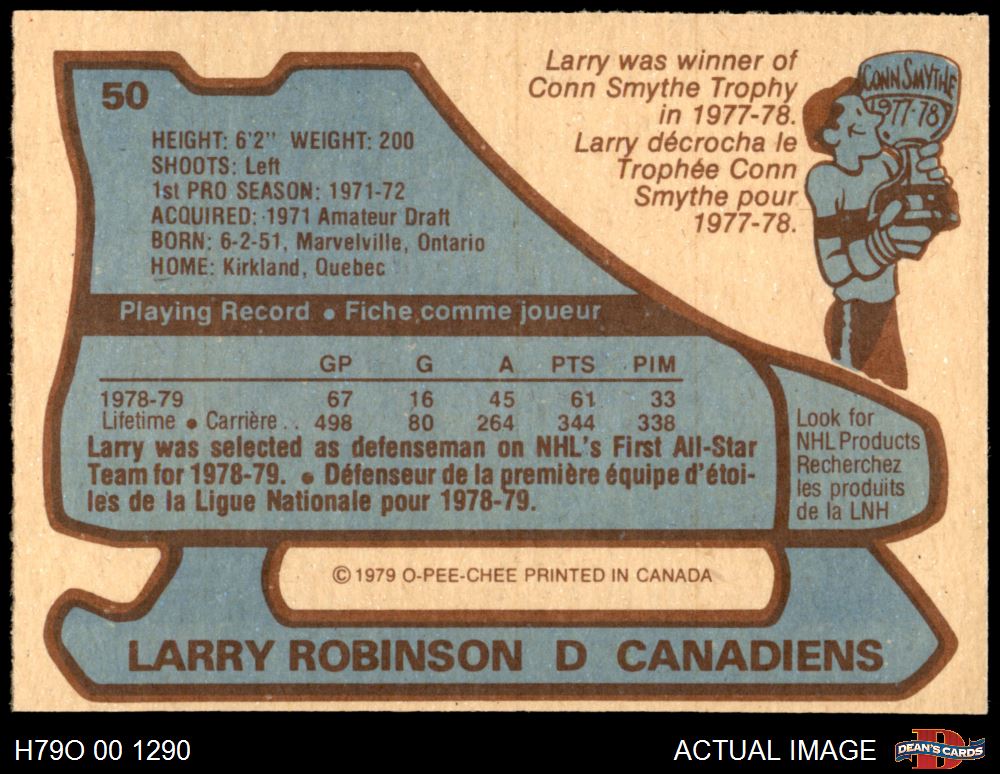 50
HEIGHT: 6'2" WEIGHT: 200
SHOOTS: Left
1st PRO SEASON: 1971-72
ACQUIRED: 1971 Amateur Draft
BORN: 6-2-51, Marvelville, Ontario
HOME: Kirkland, Quebec
Larry was winner of
Conn Smythe Trophy
in 1977-78.
Larry décrocha le
Trophée Conn
Smythe pour
1977-78.
CONN SMYTHE
1977-78
Playing Record • Fiche comme joueur
GP G A PTS PIM
1978-79 67 16 45 61 33
Lifetime • Carrière . . 498 80 264 344 338
Larry was selected as defenseman on NHL's First All-Star
Team for 1978-79. • Défenseur de la première équipe d'étoi-
les de la Ligue Nationale pour 1978-79.
Look for
NHL Products
Recherchez
les produits
de la LNH
© 1979 O-PEE-CHEE PRINTED IN CANADA
LARRY ROBINSON D CANADIENS
H79O 00 1290
ACTUAL IMAGE
D
DEAN'S CARDS